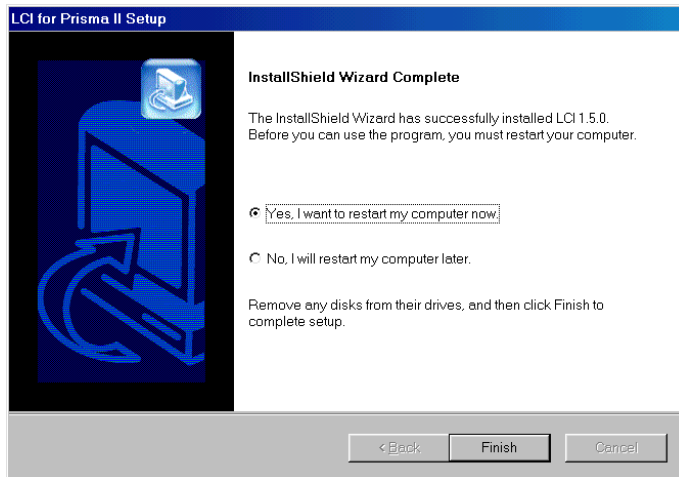 LCI for Prisma II Setup
InstallShield Wizard Complete
The InstallShield Wizard has successfully installed LCI 1.5.0.
Before you can use the program, you must restart your computer.
Yes, I want to restart my computer now.
No, I will restart my computer later.
Remove any disks from their drives, and then click Finish to
complete setup.
< Back Finish Cancel